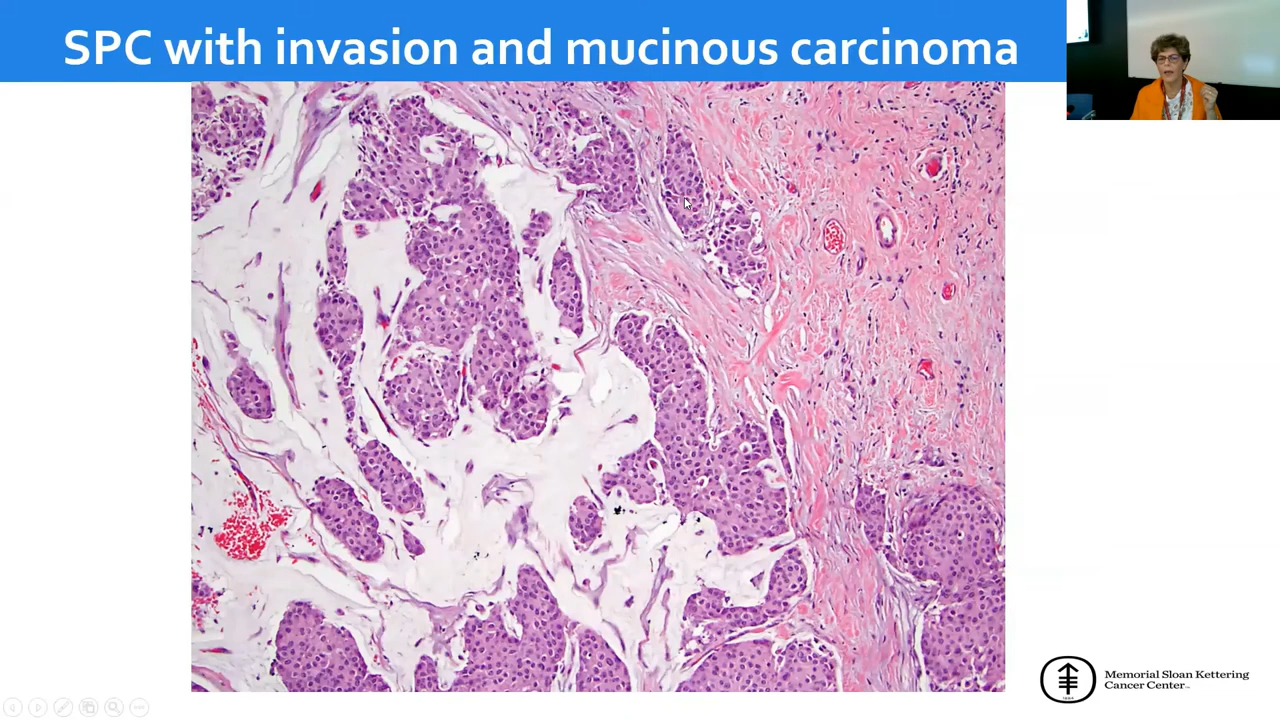 SPC with invasion and mucinous carcinoma
Memorial Sloan Kettering
Cancer Center